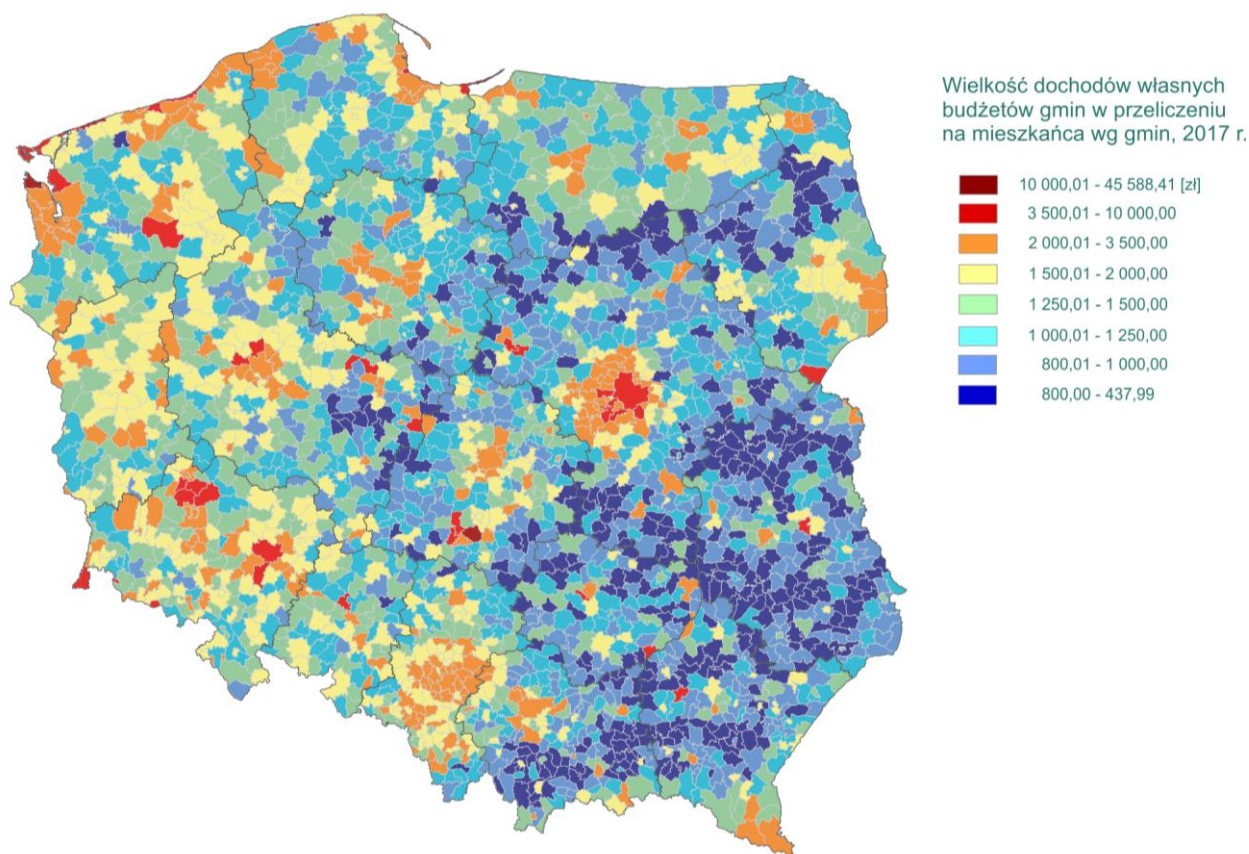 Wielkość dochodów własnych
budżetów gmin w przeliczeniu
na mieszkańca wg gmin, 2017 r.
10 000,01 - 45 588,41 [zł]
3 500,01 - 10 000,00
2 000,01 - 3 500,00
1 500,01 - 2 000,00
1 250,01 - 1 500,00
1 000,01 - 1 250,00
800,01 - 1 000,00
800,00 - 437,99